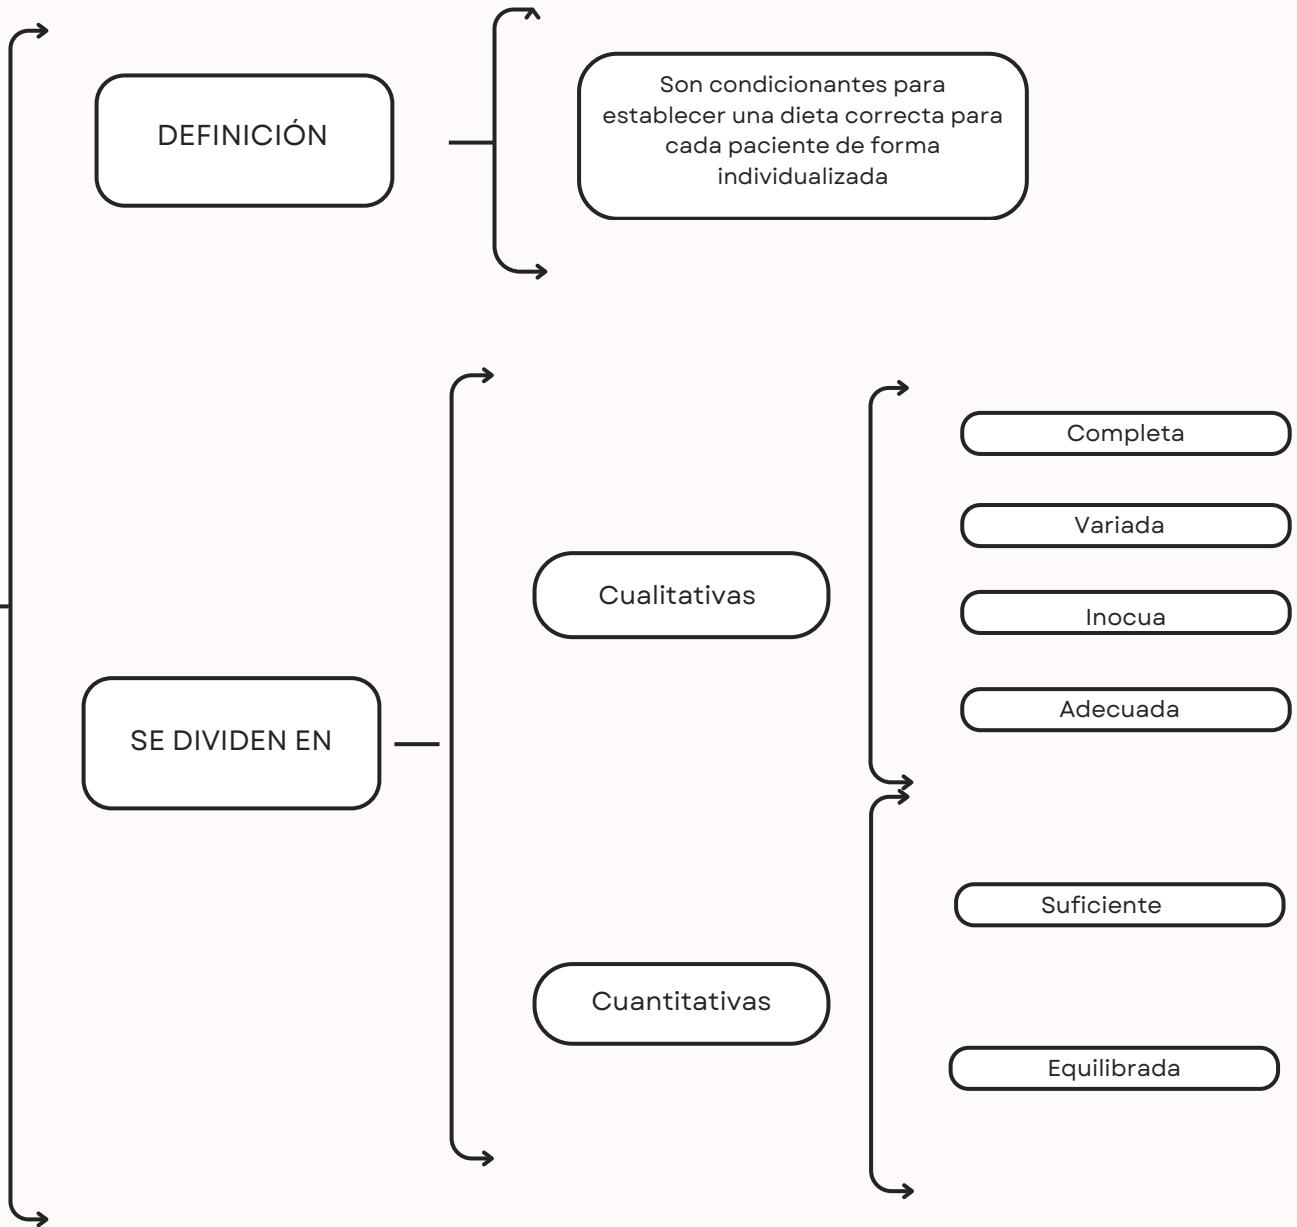 DEFINICIÓN
Son condicionantes para
establecer una dieta correcta para
cada paciente de forma
individualizada
SE DIVIDEN EN
Cualitativas
Completa
Variada
Inocua
Adecuada
Cuantitativas
Suficiente
Equilibrada